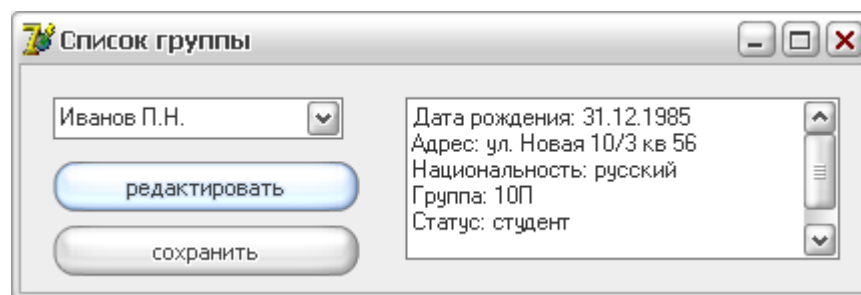 Список группы
Иванов П.Н.
редактировать
сохранить
Дата рождения: 31.12.1985
Адрес: ул. Новая 10/3 кв 56
Национальность: русский
Группа: 10П
Статус: студент